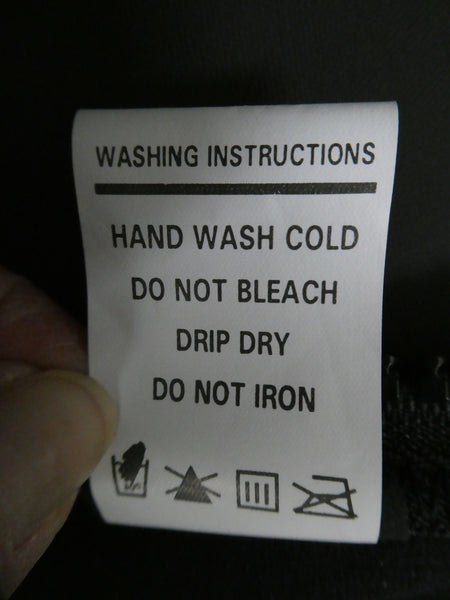 WASHING INSTRUCTIONS
HAND WASH COLD
DO NOT BLEACH
DRIP DRY
DO NOT IRON